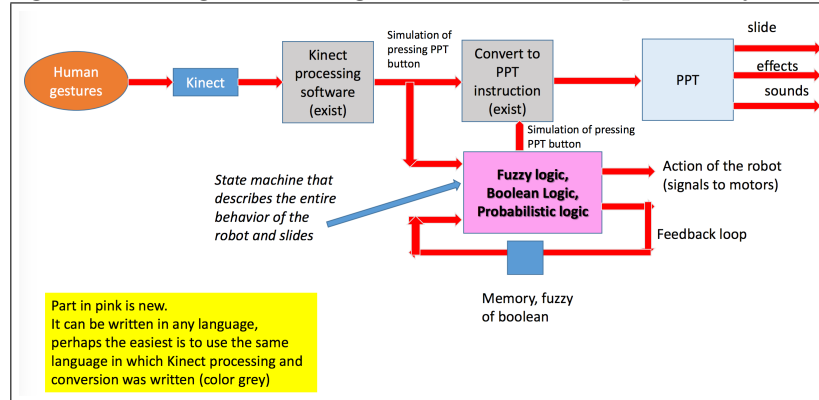 Simulation of
pressing PPT
button
slide
Human
gestures
Kinect
Kinect
processing
software
(exist)
Convert to
PPT
instruction
(exist)
PPT
effects
sounds
Simulation of pressing
PPT button
State machine that
describes the entire
behavior of the
robot and slides
Fuzzy logic,
Boolean Logic,
Probabilistic logic
Action of the robot
(signals to motors)
Feedback loop
Memory, fuzzy
of boolean
Part in pink is new.
It can be written in any language,
perhaps the easiest is to use the same
language in which Kinect processing and
conversion was written (color grey)